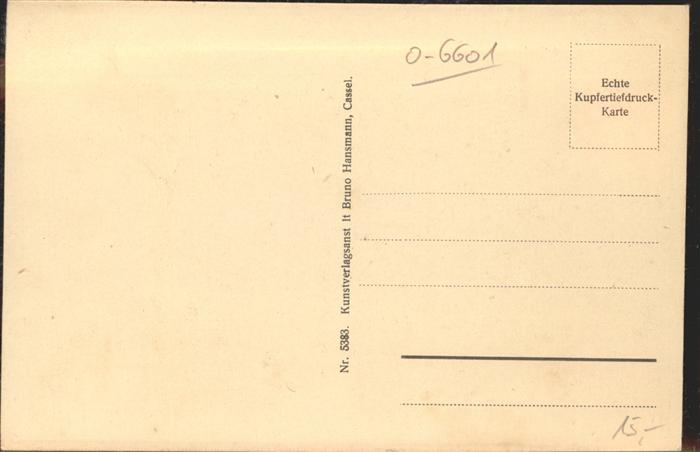 0-6601
Echte
Kupfertiefdruck-
Karte
Nr. 5383. Kunstverlagsanst lt Bruno Hansmann, Cassel.
15,-